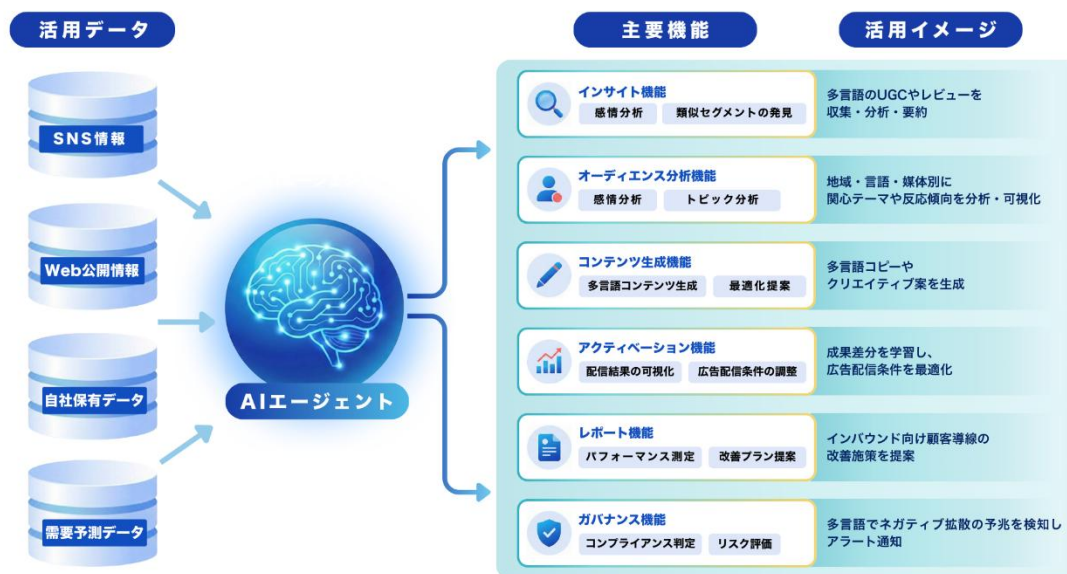 活用データ
主要機能
活用イメージ
SNS情報
Web公開情報
自社保有データ
需要予測データ
AIエージェント
インサイト機能
感情分析
類似セグメントの発見
多言語のUGCやレビューを
収集・分析・要約
オーディエンス分析機能
感情分析
トピック分析
地域・言語・媒体別に
関心テーマや反応傾向を分析・可視化
コンテンツ生成機能
多言語コンテンツ生成
最適化提案
多言語コピーや
クリエイティブ案を生成
アクティベーション機能
配信結果の可視化
広告配信条件の調整
成果差分を学習し、
広告配信条件を最適化
レポート機能
パフォーマンス測定
改善プラン提案
インバウンド向け顧客導線の
改善施策を提案
ガバナンス機能
コンプライアンス判定
リスク評価
多言語でネガティブ拡散の予兆を検知し
アラート通知